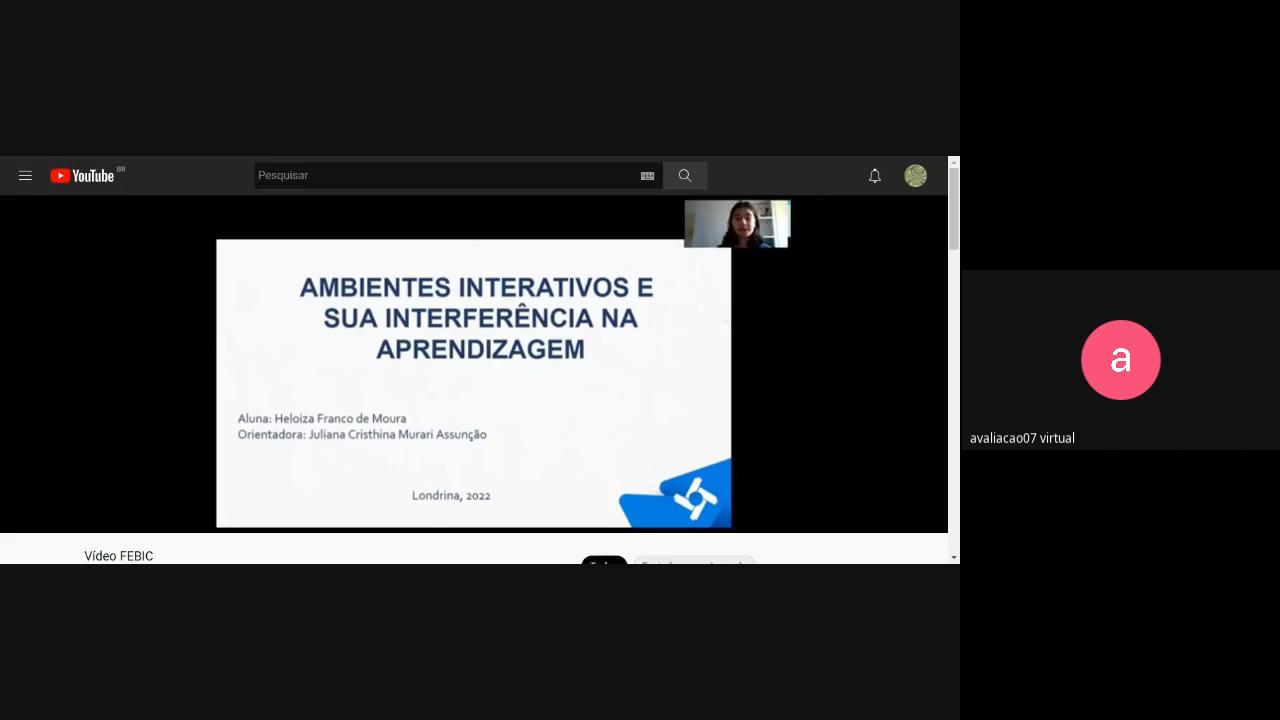 YouTube BR
Pesquisar
AMBIENTES INTERATIVOS E
SUA INTERFERÊNCIA NA
APRENDIZAGEM
Aluna: Heloiza Franco de Moura
Orientadora: Juliana Cristhina Murari Assunção
Londrina, 2022
Vídeo FEBIC
a
avaliacao07 virtual